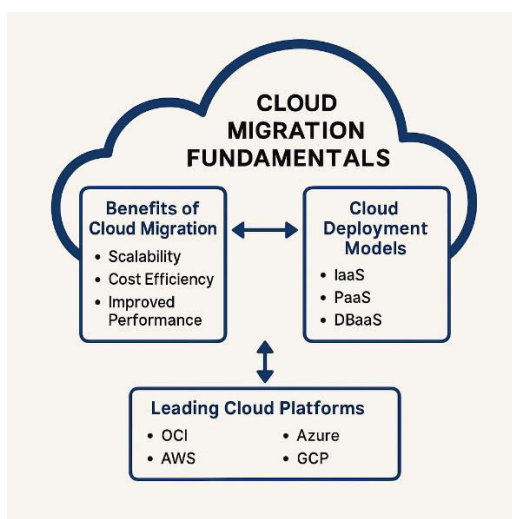 CLOUD
MIGRATION
FUNDAMENTALS
Benefits of
Cloud Migration
• Scalability
• Cost Efficiency
• Improved
Performance
Cloud
Deployment
Models
• IaaS
• PaaS
• DBaaS
Leading Cloud Platforms
• OCI
• AWS
• Azure
• GCP